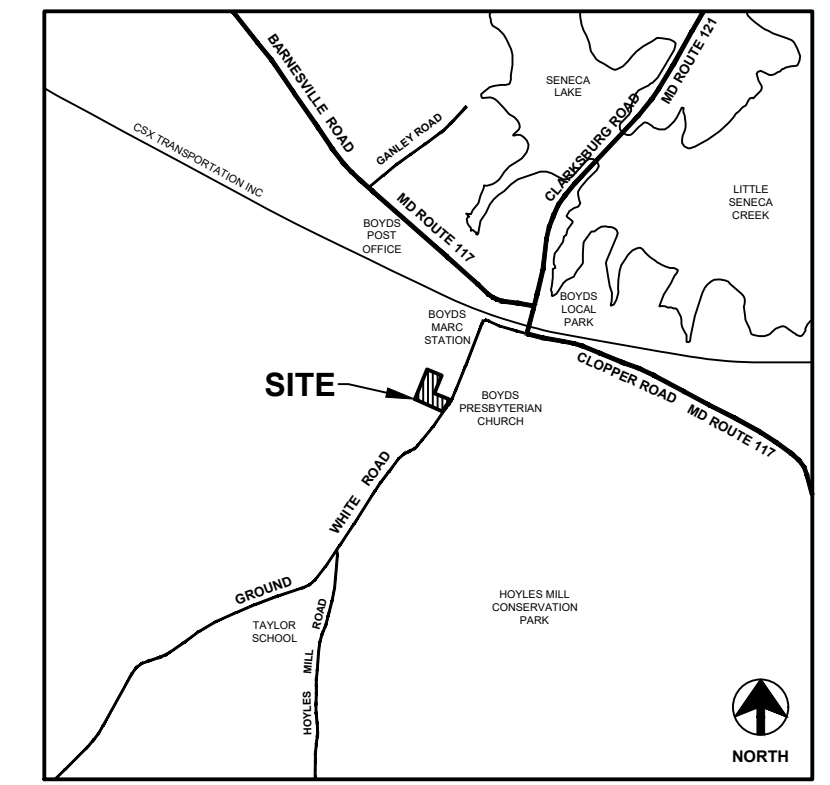 BARNESVILLE ROAD
MD ROUTE 121
SENECA
LAKE
CLARKSBURG ROAD
GANLEY ROAD
CSX TRANSPORTATION INC
LITTLE
SENECA
CREEK
MD ROUTE 117
BOYDS
POST
OFFICE
BOYDS
LOCAL
PARK
BOYDS
MARC
STATION
CLOPPER ROAD MD ROUTE 117
SITE
BOYDS
PRESBYTERIAN
CHURCH
WHITE ROAD
GROUND
HOYLES MILL
CONSERVATION
PARK
TAYLOR
SCHOOL
HOYLES MILL ROAD
NORTH